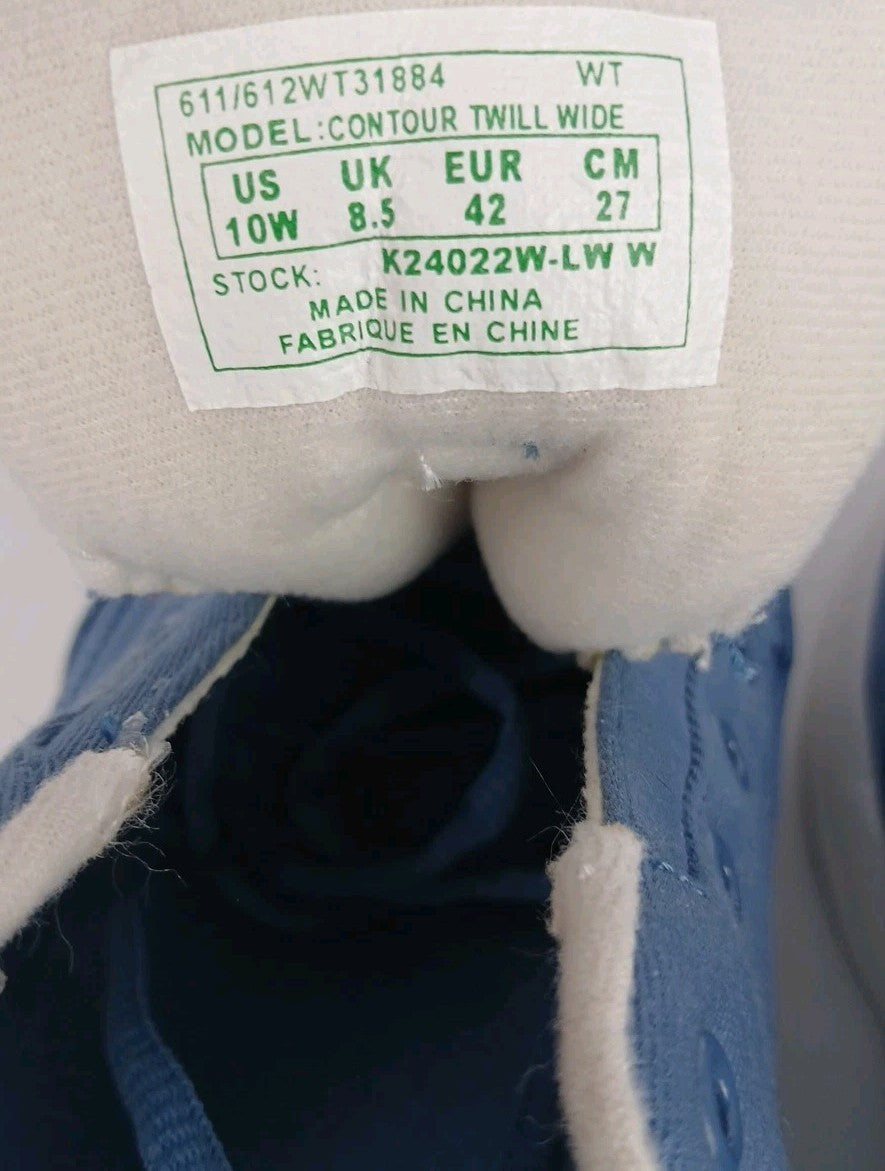 611/612WT31884 WT
MODEL:CONTOUR TWILL WIDE
US UK EUR CM
10W 8.5 42 27
STOCK: K24022W-LW W
MADE IN CHINA
FABRIQUE EN CHINE